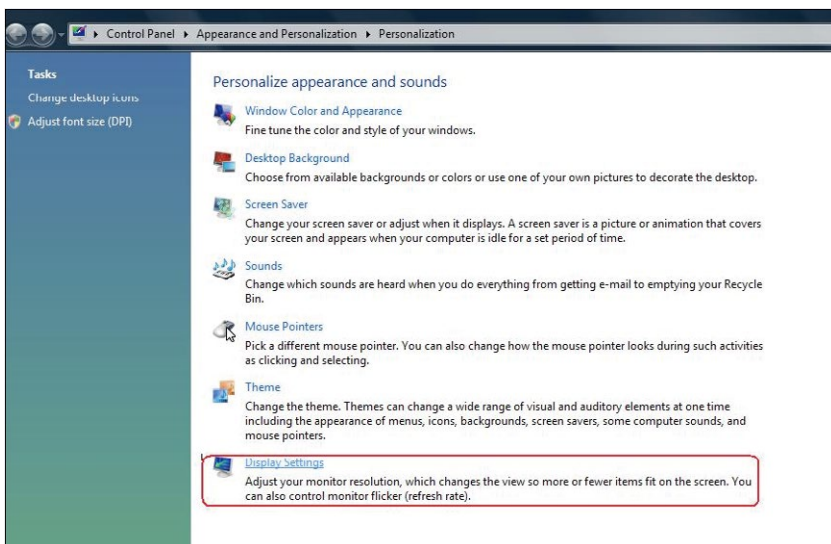 Control Panel ▸ Appearance and Personalization ▸ Personalization
Tasks
Change desktop icons
Adjust font size (DPI)
Personalize appearance and sounds
Window Color and Appearance
Fine tune the color and style of your windows.
Desktop Background
Choose from available backgrounds or colors or use one of your own pictures to decorate the desktop.
Screen Saver
Change your screen saver or adjust when it displays. A screen saver is a picture or animation that covers
your screen and appears when your computer is idle for a set period of time.
Sounds
Change which sounds are heard when you do everything from getting e-mail to emptying your Recycle
Bin.
Mouse Pointers
Pick a different mouse pointer. You can also change how the mouse pointer looks during such activities
as clicking and selecting.
Theme
Change the theme. Themes can change a wide range of visual and auditory elements at one time
including the appearance of menus, icons, backgrounds, screen savers, some computer sounds, and
mouse pointers.
Display Settings
Adjust your monitor resolution, which changes the view so more or fewer items fit on the screen. You
can also control monitor flicker (refresh rate).